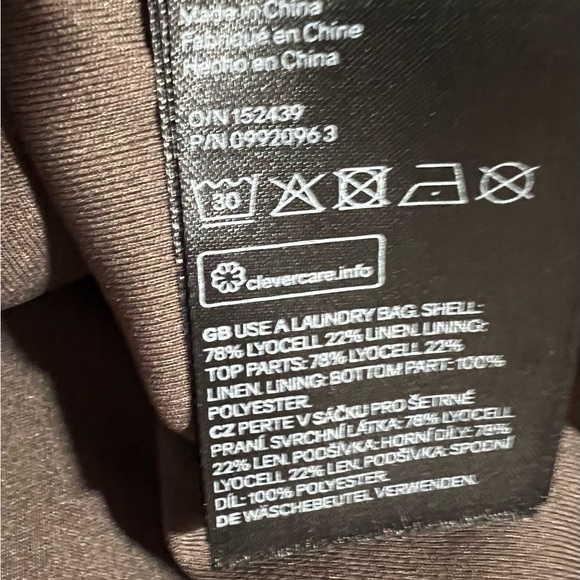 Made in China
Fabriqué en Chine
Hecho en China
O/N 152439
P/N 0992096 3
30
clevercare.info
GB USE A LAUNDRY BAG. SHELL:
78% LYOCELL 22% LINEN. LINING:
TOP PARTS: 78% LYOCELL 22%
LINEN. LINING: BOTTOM PART: 100%
POLYESTER.
CZ PERTE V SÁČKU PRO ŠETRNÉ
PRANÍ. SVRCHNÍ LÁTKA: 78% LYOCELL
22% LEN. PODŠÍVKA: HORNÍ DÍLY: 78%
LYOCELL 22% LEN. PODŠÍVKA: SPODNÍ
DÍL: 100% POLYESTER.
DE WÄSCHEBEUTEL VERWENDEN.